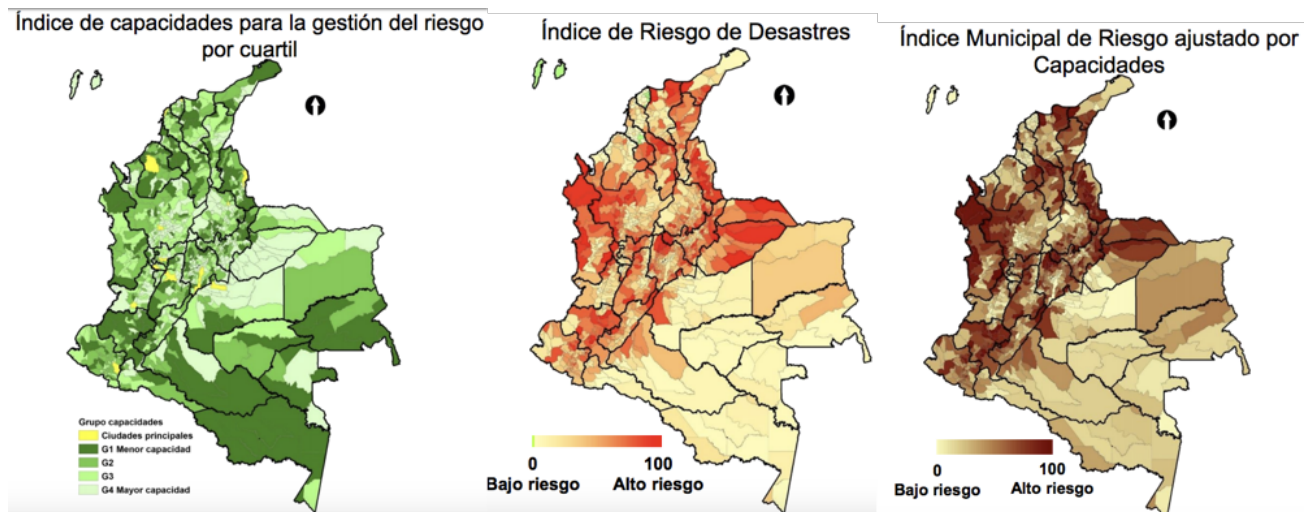 Índice de capacidades para la gestión del riesgo
por cuartil
Grupo capacidades
Ciudades principales
G1 Menor capacidad
G2
G3
G4 Mayor capacidad
Índice de Riesgo de Desastres
0 100
Bajo riesgo Alto riesgo
Índice Municipal de Riesgo ajustado por
Capacidades
0 100
Bajo riesgo Alto riesgo